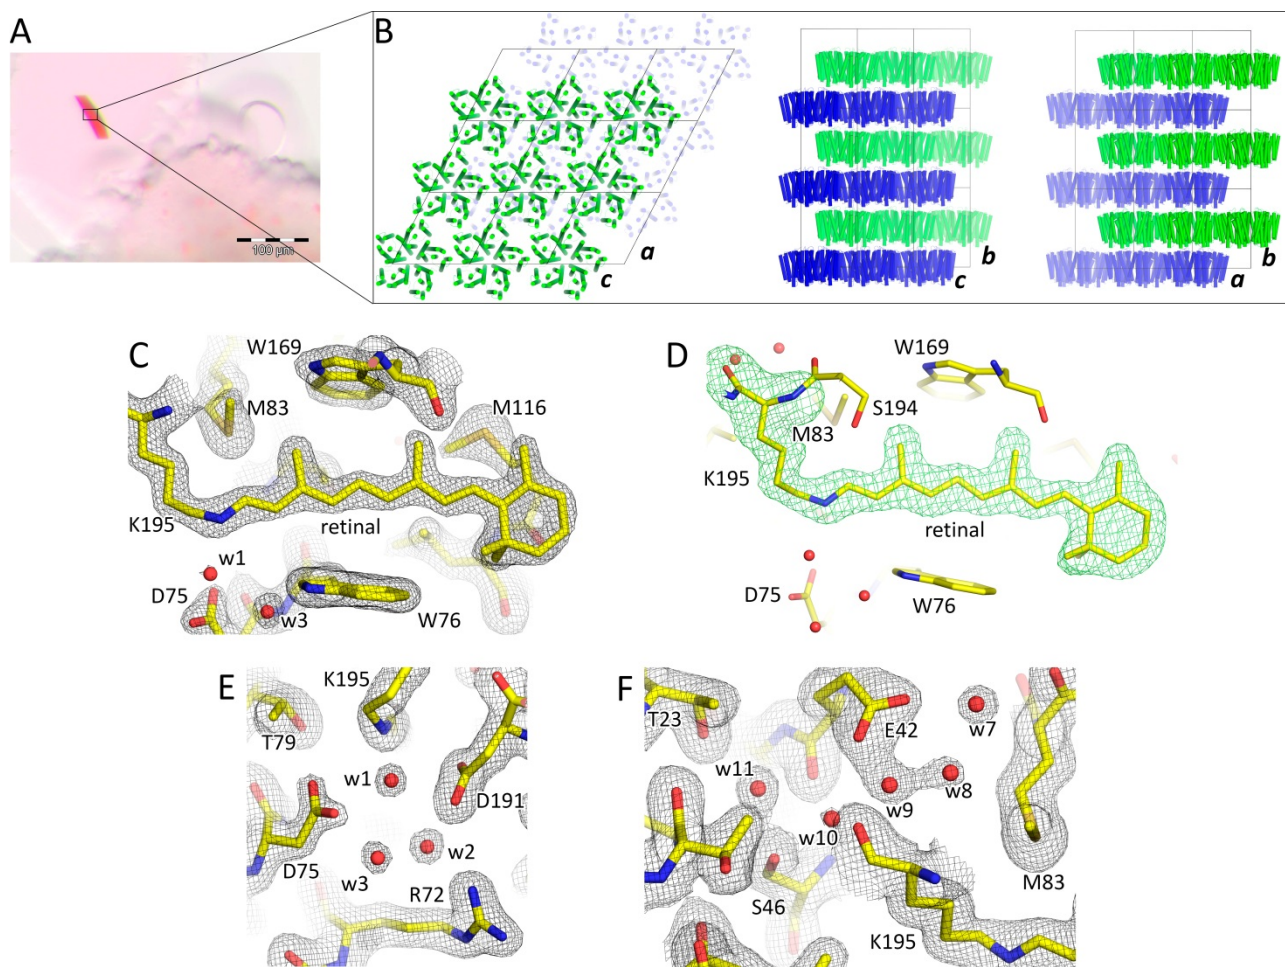 A
100 μm
B
a
c
b
c
b
a
C
W169
M83
M116
K195
retinal
w1
D75
w3
W76
D
W169
S194
M83
K195
retinal
D75
W76
E
K195
T79
w1
D191
w2
D75
w3
R72
F
T23
E42
w7
w11
w8
w9
w10
M83
S46
K195